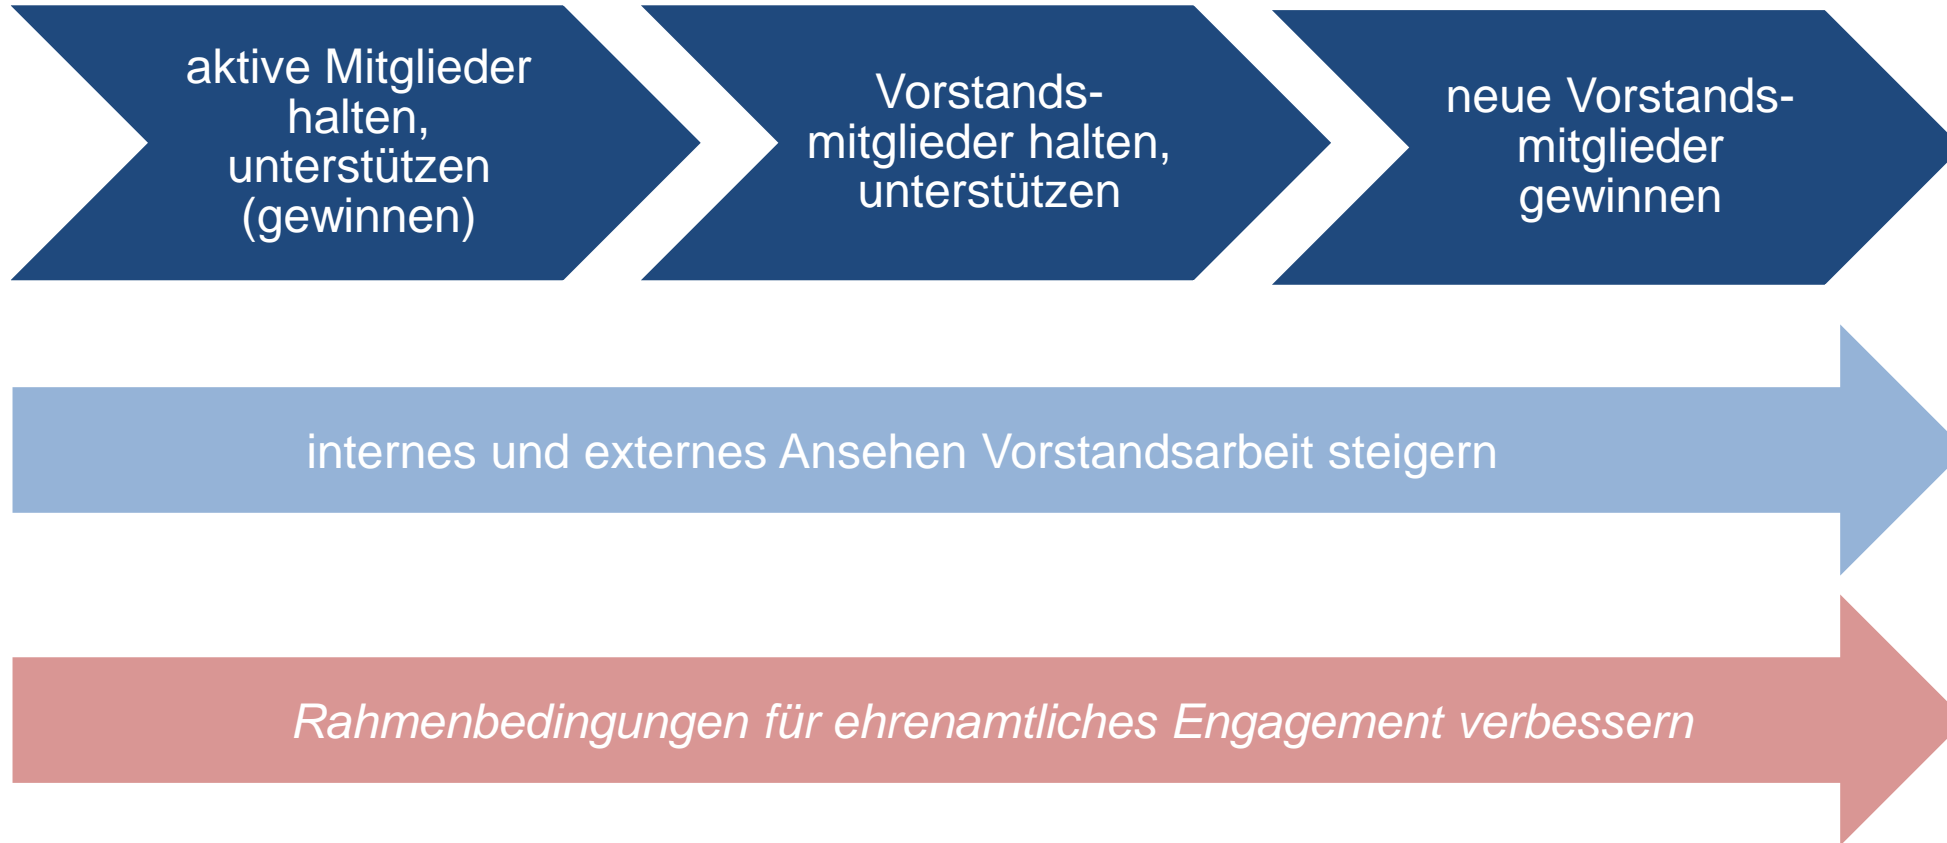 aktive Mitglieder
halten,
unterstützen
(gewinnen)
Vorstands-
mitglieder halten,
unterstützen
neue Vorstands-
mitglieder
gewinnen
internes und externes Ansehen Vorstandsarbeit steigern
Rahmenbedingungen für ehrenamtliches Engagement verbessern